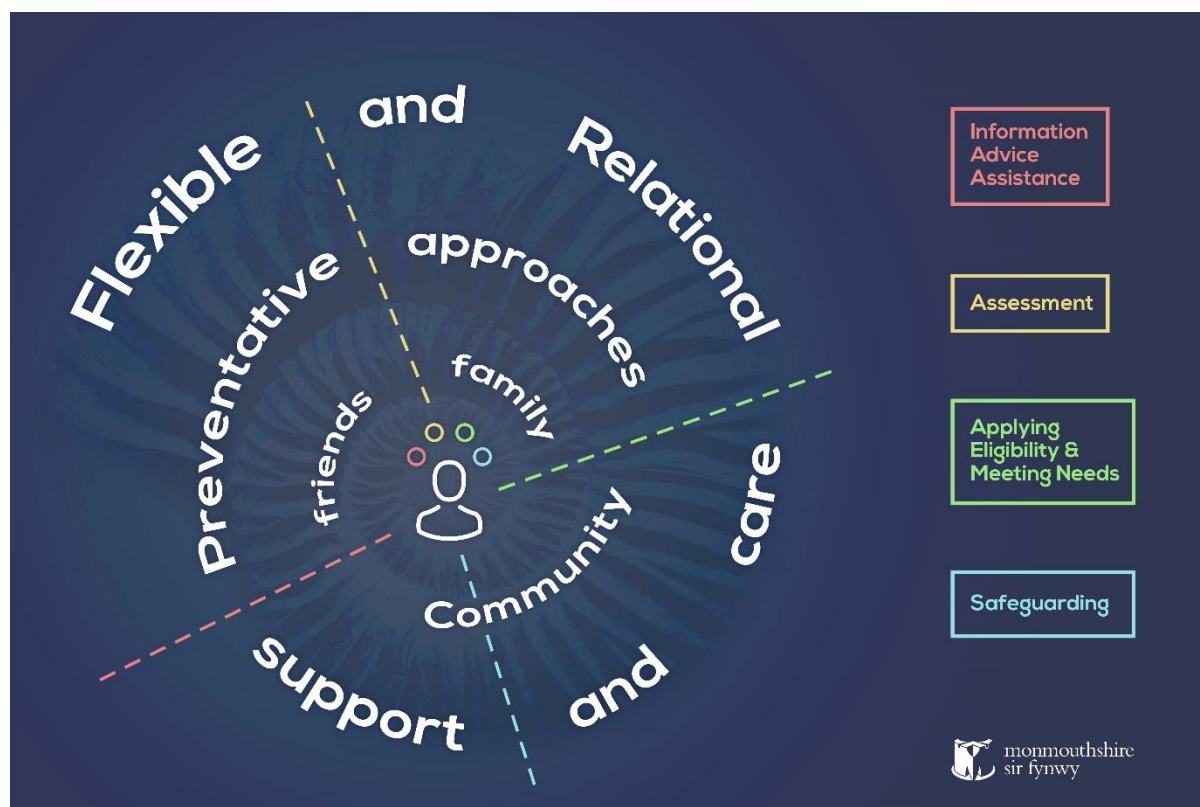 Flexible and Relational care and support
Preventative approaches
friends family Community
Information
Advice
Assistance
Assessment
Applying
Eligibility &
Meeting Needs
Safeguarding
monmouthshire
sir fynwy